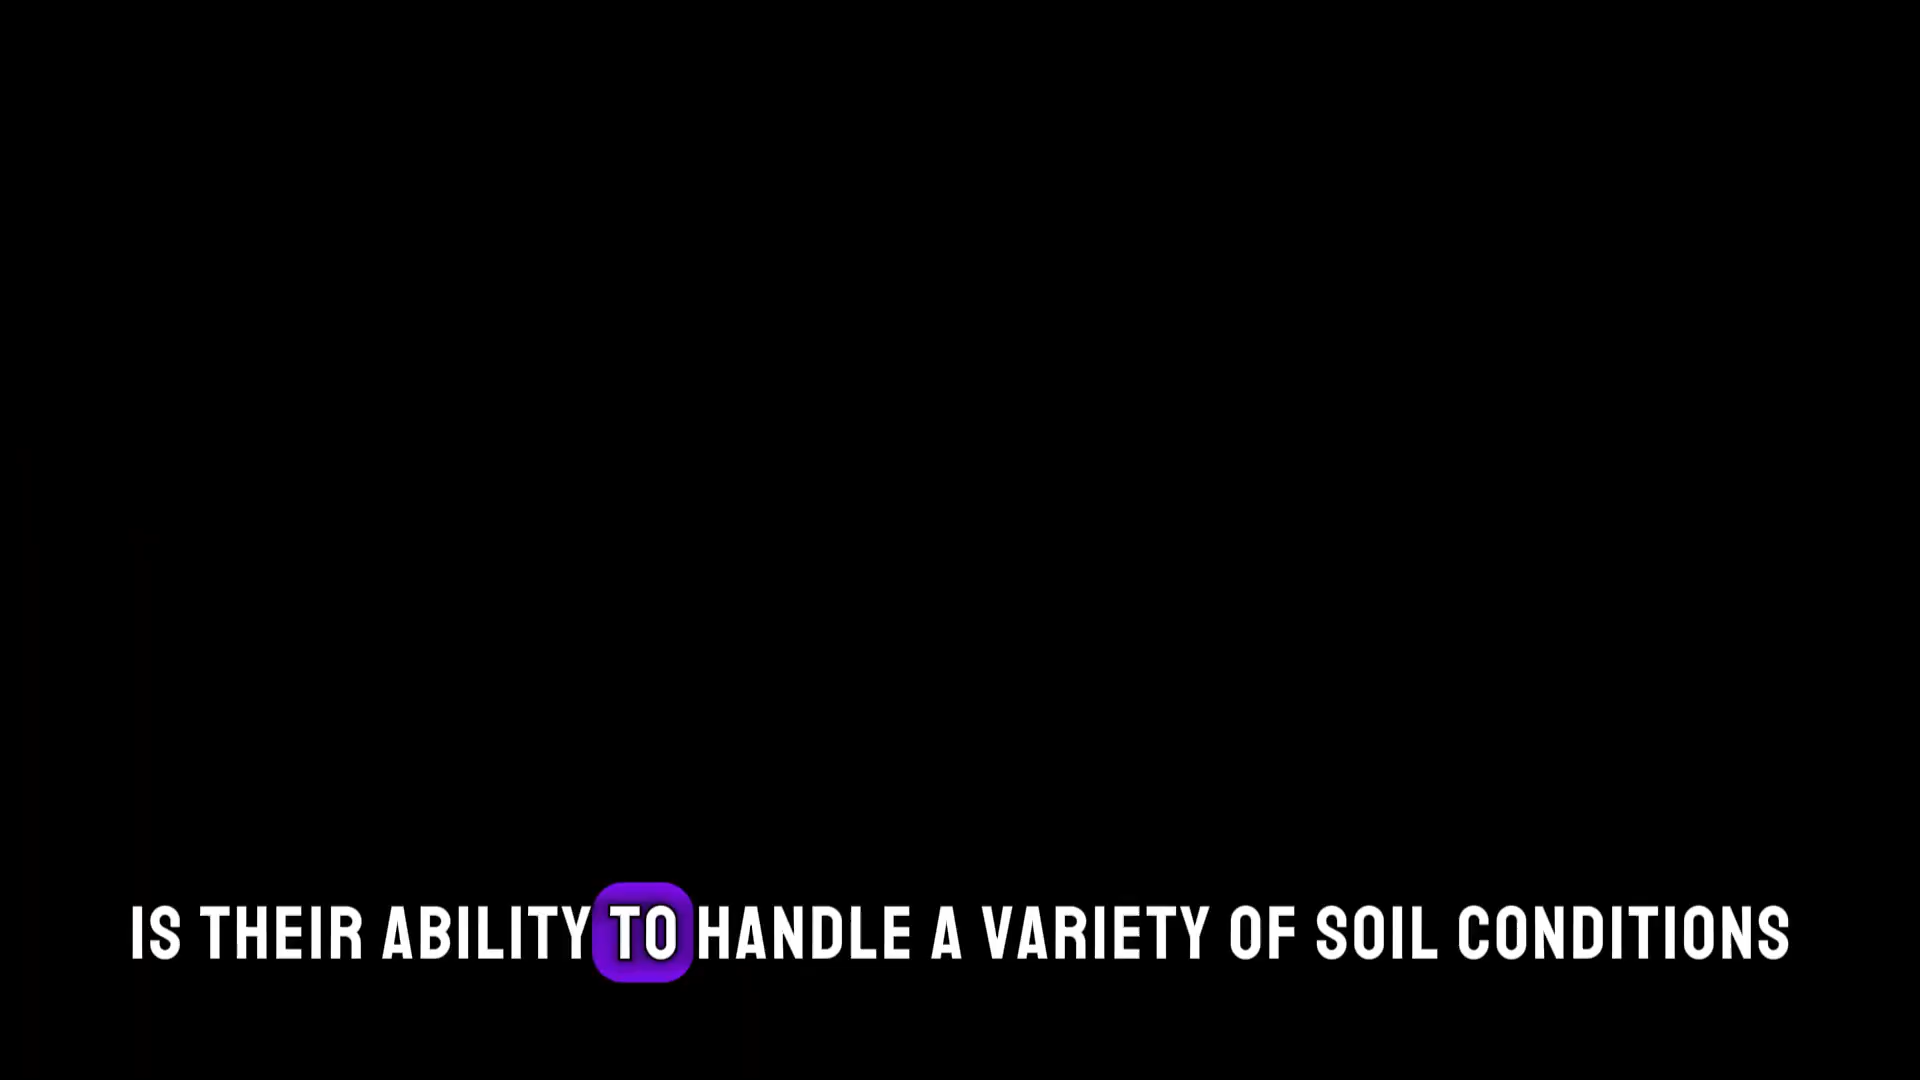 IS THEIR ABILITY TO HANDLE A VARIETY OF SOIL CONDITIONS